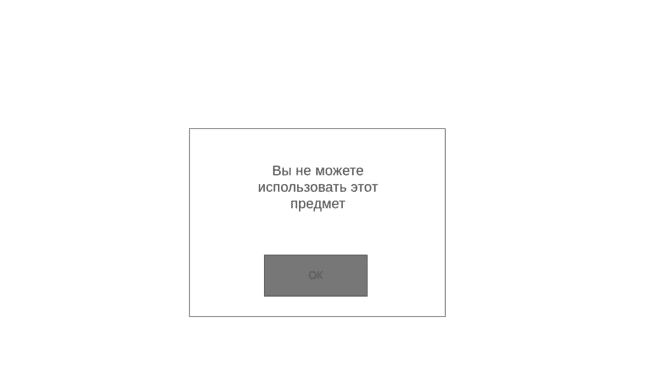 Вы не можете
использовать этот
предмет
ОК